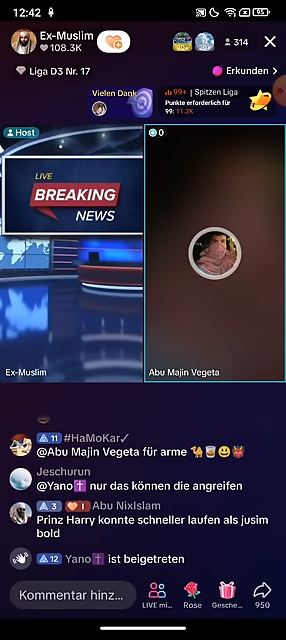 12:42
95
Ex-Muslim
108.3K
20+
20+
314
Liga D3 Nr. 17
Erkunden >
Vielen Dank
99+ | Spitzen Liga
Punkte erforderlich für
99: 11.2K
Host
0
LIVE
BREAKING
NEWS
Ex-Muslim
Abu Majin Vegeta
11 #HaMoKar✓
@Abu Majin Vegeta für arme 🐪🥃😃👹
Jeschurun
@Yano✝️ nur das können die angreifen
3 I Abu NixIslam
Prinz Harry konnte schneller laufen als jusim
bold
12 Yano✝️ ist beigetreten
Kommentar hinz...
LIVE mi...
Rose
Gesche...
950